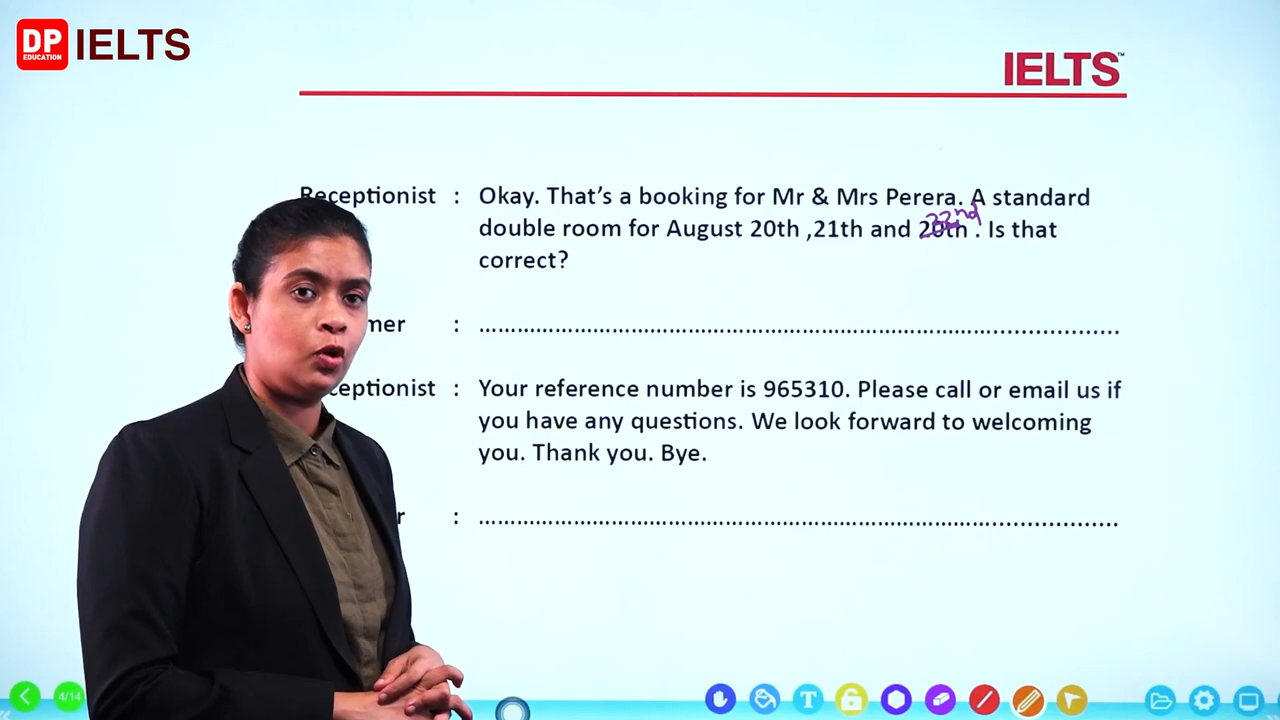 DP
EDUCATION
IELTS
IELTS™
Receptionist : Okay. That's a booking for Mr & Mrs Perera. A standard
22nd
double room for August 20th ,21th and 20th . Is that
correct?
mer : ................................................................................
ceptionist : Your reference number is 965310. Please call or email us if
you have any questions. We look forward to welcoming
you. Thank you. Bye.
r : ................................................................................
4/14
T